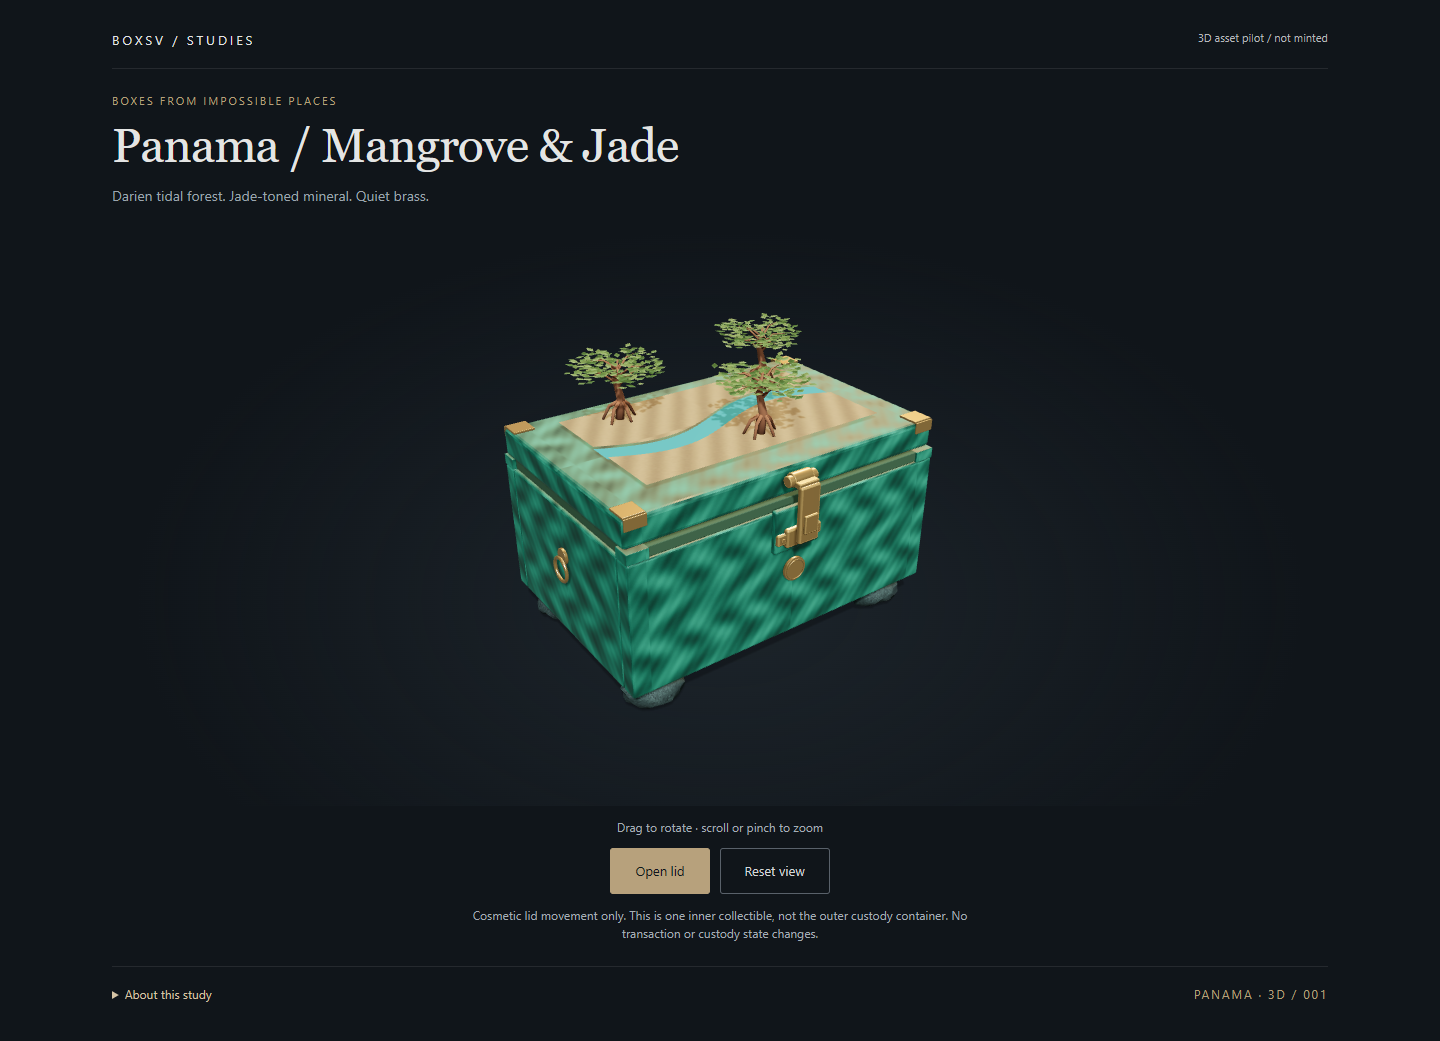 BOXSV / STUDIES
3D asset pilot / not minted
BOXES FROM IMPOSSIBLE PLACES
Panama / Mangrove & Jade
Darien tidal forest. Jade-toned mineral. Quiet brass.
Drag to rotate · scroll or pinch to zoom
Open lid
Reset view
Cosmetic lid movement only. This is one inner collectible, not the outer custody container. No
transaction or custody state changes.
About this study
PANAMA · 3D / 001